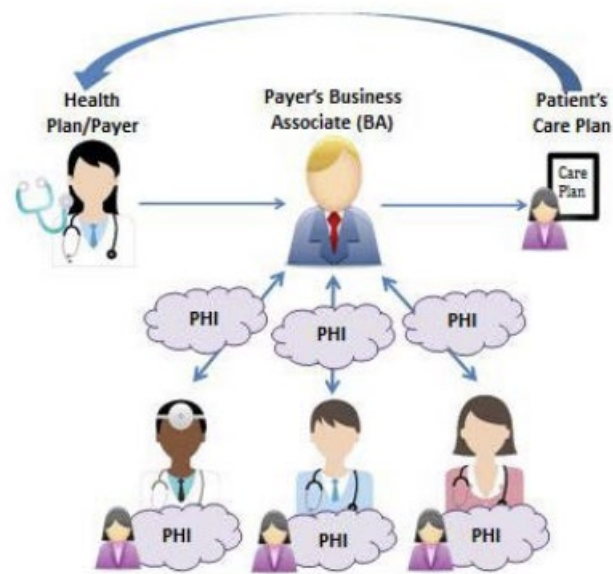 Health
Plan/Payer
Payer's Business
Associate (BA)
Patient's
Care Plan
Care
Plan
PHI
PHI
PHI
PHI
PHI
PHI